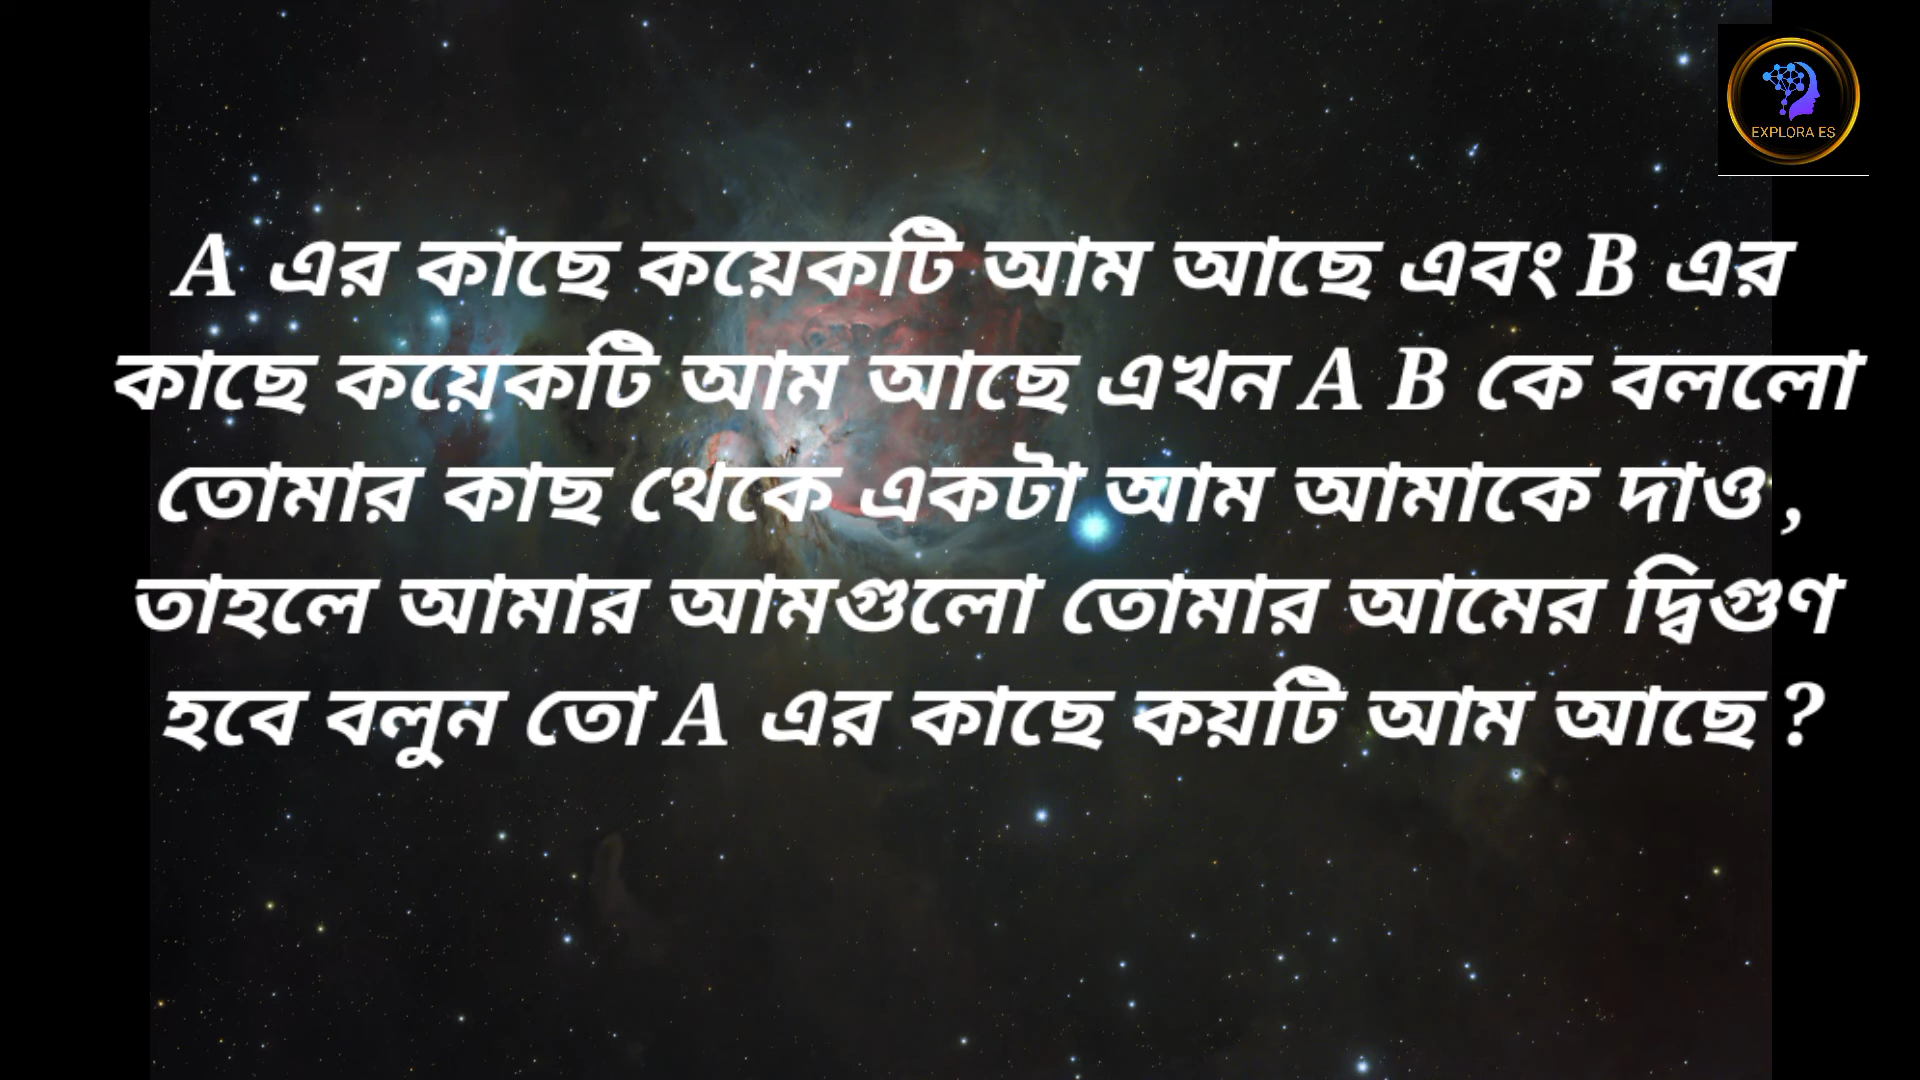 EXPLORA ES
A এর কাছে কয়েকটি আম আছে এবং B এর
কাছে কয়েকটি আম আছে এখন A B কে বললো
তোমার কাছ থেকে একটা আম আমাকে দাও ,
তাহলে আমার আমগুলো তোমার আমের দ্বিগুণ
হবে বলুন তো A এর কাছে কয়টি আম আছে ?